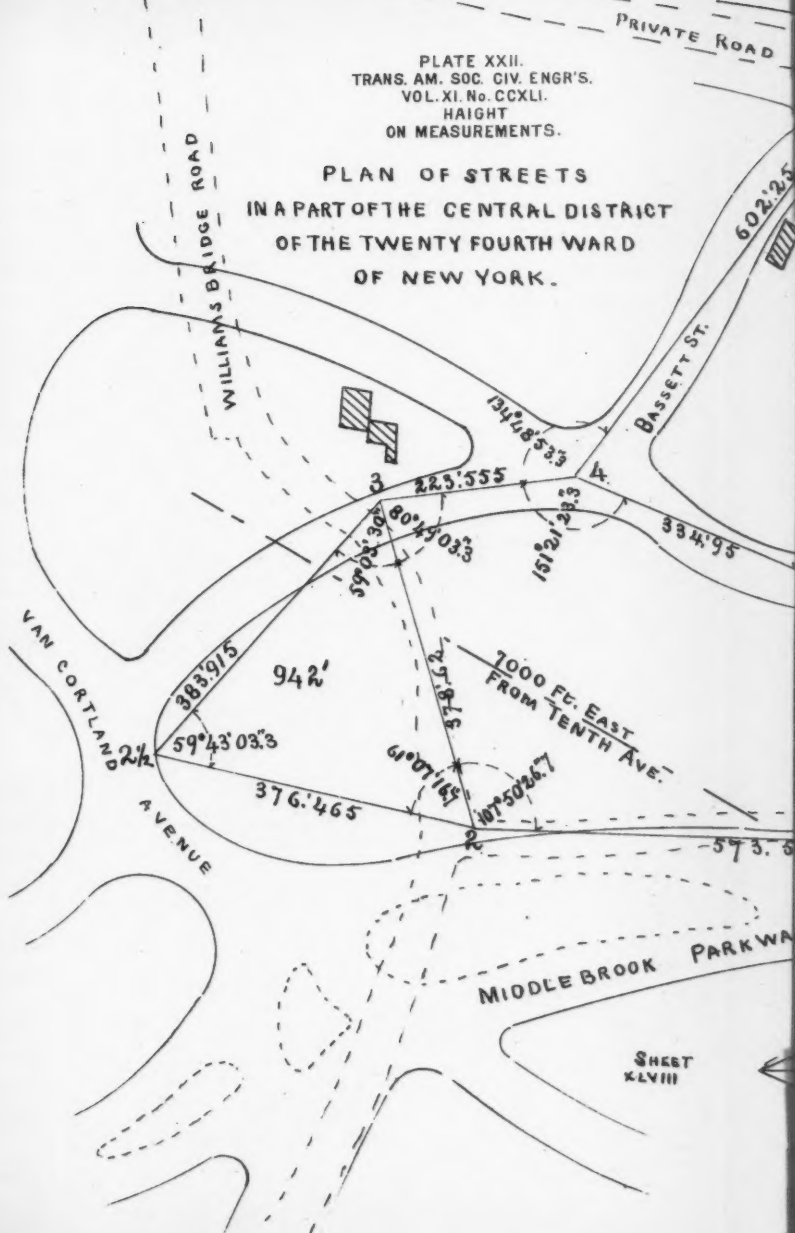 PRIVATE ROAD
PLATE XXII.
TRANS. AM. SOC. CIV. ENGR'S.
VOL. XI. No. CCXLI.
HAIGHT
ON MEASUREMENTS.
PLAN OF STREETS
IN A PART OF THE CENTRAL DISTRICT
OF THE TWENTY FOURTH WARD
OF NEW YORK.
WILLIAMS BRIDGE ROAD
602.'25
BASSETT ST.
134°48'53."3
4
3
223.'555
80°49'03."3
59°03'30"
151°21'23."3
334.'95
VAN CORTLAND AVENUE
383.'915
942'
378.'62
7000 FT. EAST
FROM TENTH AVE.
2½
59°43'03."3
61°07'16."7
107°50'26."7
376.'465
2
573.5
MIDDLE BROOK PARKWA
SHEET
XLVIII